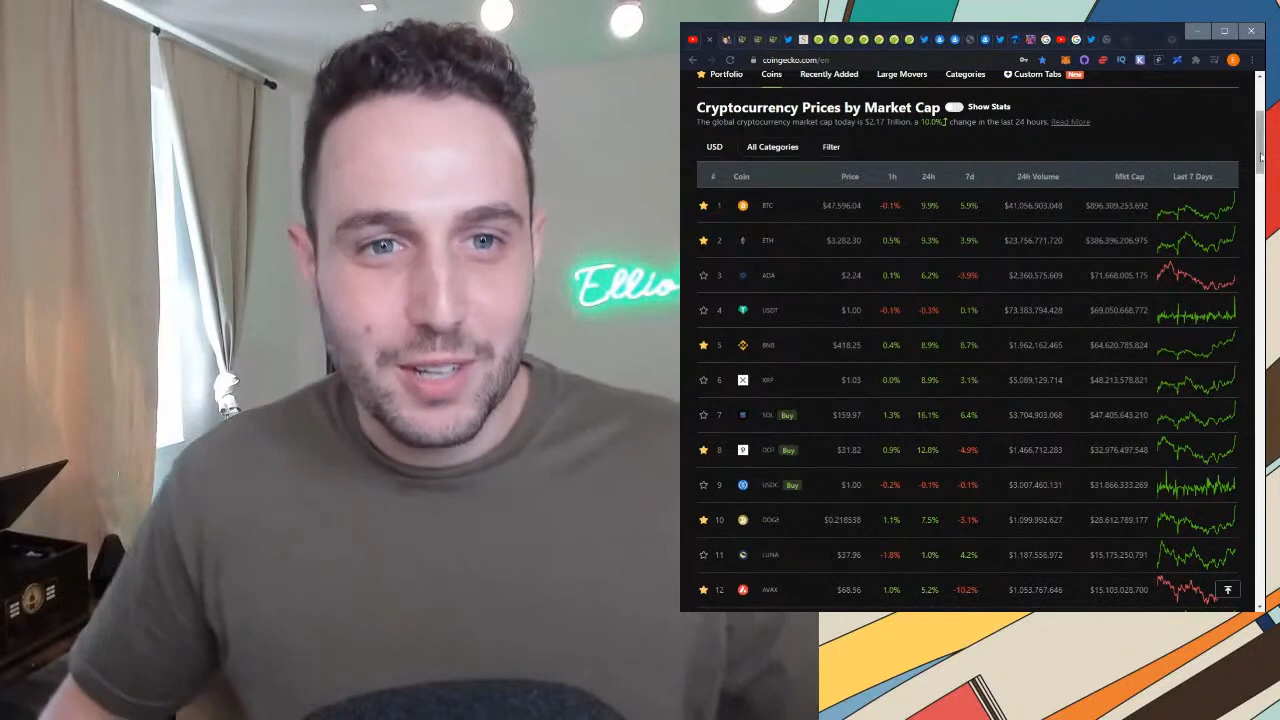 Ellio
coingecko.com/en
E
Portfolio Coins Recently Added Large Movers Categories Custom Tabs New
Cryptocurrency Prices by Market Cap Show Stats
The global cryptocurrency market cap today is $2.17 Trillion, a 10.0% change in the last 24 hours. Read More
USD All Categories Filter
# Coin Price 1h 24h 7d 24h Volume Mkt Cap Last 7 Days
1 BTC $47,596.04 -0.1% 9.9% 5.9% $41,056,903,048 $896,309,253,692
2 ETH $3,282.30 0.5% 9.3% 3.9% $23,756,771,720 $386,396,206,975
3 ADA $2.24 0.1% 6.2% -3.9% $2,360,575,609 $71,668,005,175
4 USDT $1.00 -0.1% -0.3% 0.1% $73,383,794,428 $69,050,668,772
5 BNB $418.25 0.4% 8.9% 8.7% $1,962,162,465 $64,620,785,824
6 XRP $1.03 0.0% 8.9% 3.1% $5,089,129,714 $48,213,578,821
7 SOL Buy $159.97 1.3% 16.1% 6.4% $3,704,903,068 $47,405,643,210
8 DOT Buy $31.82 0.9% 12.8% -4.9% $1,466,712,283 $32,976,497,548
9 USDC Buy $1.00 -0.2% -0.1% -0.1% $3,007,460,131 $31,866,333,269
10 DOGE $0.218538 1.1% 7.5% -3.1% $1,099,992,627 $28,612,789,177
11 LUNA $37.96 -1.8% 1.0% 4.2% $1,187,556,972 $15,175,250,791
12 AVAX $68.56 1.0% 5.2% -10.2% $1,053,767,646 $15,103,028,700